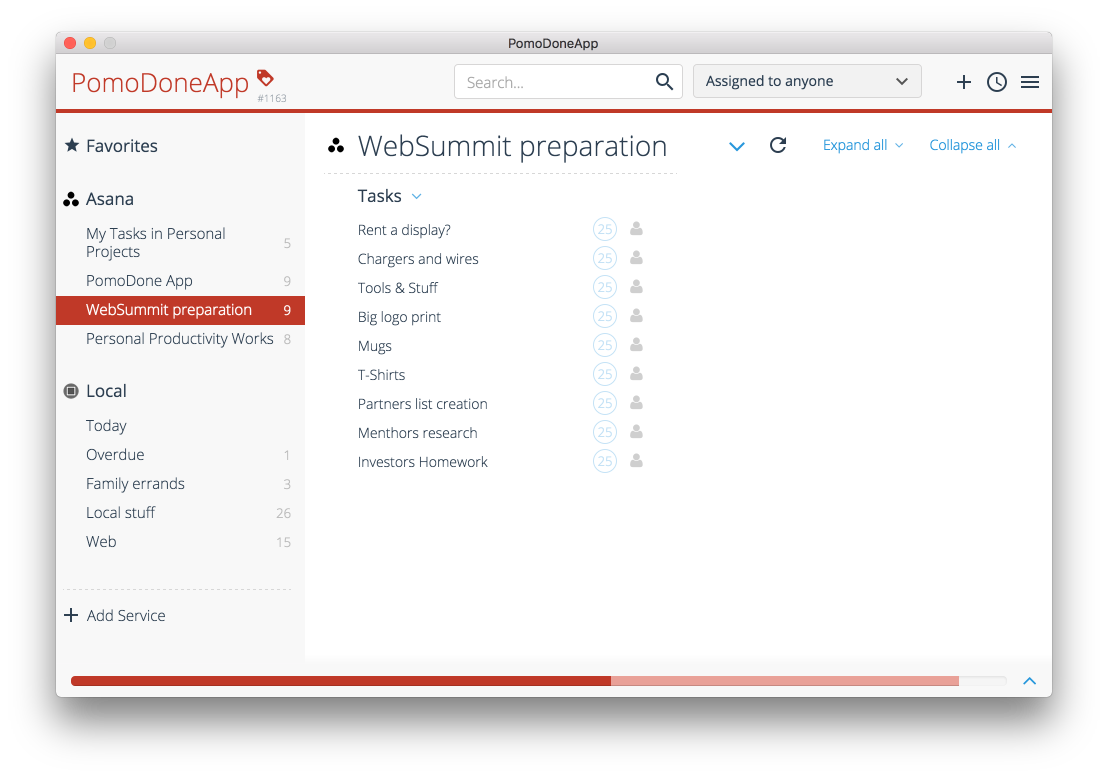 PomoDoneApp
PomoDoneApp
#1163
Search...
Assigned to anyone
Favorites
Asana
My Tasks in Personal
Projects
5
PomoDone App 9
WebSummit preparation 9
Personal Productivity Works 8
Local
Today
Overdue 1
Family errands 3
Local stuff 26
Web 15
Add Service
WebSummit preparation
Expand all
Collapse all
Tasks
Rent a display? 25
Chargers and wires 25
Tools & Stuff 25
Big logo print 25
Mugs 25
T-Shirts 25
Partners list creation 25
Menthors research 25
Investors Homework 25